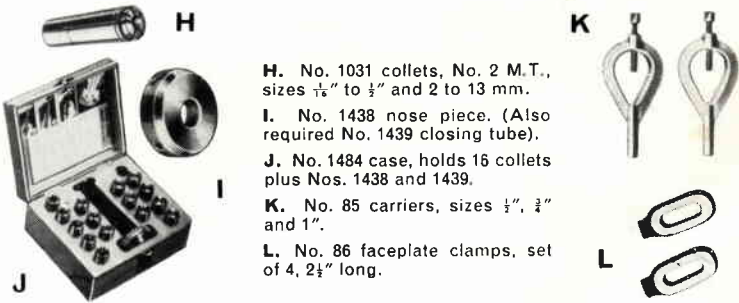 H
K
H. No. 1031 collets, No. 2 M.T.,
sizes 1/16" to 1/2" and 2 to 13 mm.
I. No. 1438 nose piece. (Also
required No. 1439 closing tube).
J. No. 1484 case, holds 16 collets
plus Nos. 1438 and 1439.
K. No. 85 carriers, sizes 1/2", 3/4"
and 1".
L. No. 86 faceplate clamps, set
of 4, 2 1/2" long.
I
J
L